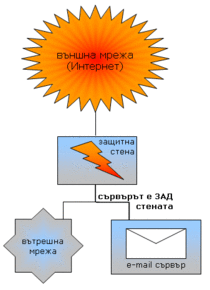 външна мрежа
(Интернет)
защитна
стена
сървърът е ЗАД
стената
вътрешна
мрежа
e-mail сървър